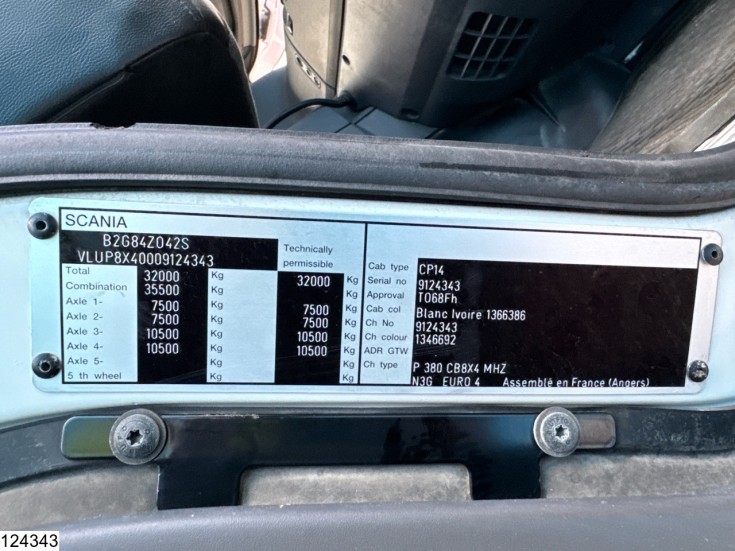 SCANIA
B2G84Z042S
VLUP8X40009124343
Technically
permissible
Total 32000 Kg 32000 Kg
Combination 35500 Kg Kg
Axle 1- 7500 Kg 7500 Kg
Axle 2- 7500 Kg 7500 Kg
Axle 3- 10500 Kg 10500 Kg
Axle 4- 10500 Kg 10500 Kg
Axle 5- Kg Kg
5 th wheel Kg Kg
Cab type CP14
Serial no 9124343
Approval T068Fh
Cab col Blanc Ivoire 1366386
Ch No 9124343
Ch colour 1346692
ADR GTW
Ch type P 380 CB8X4 MHZ
N3G EURO 4 Assemblé en France (Angers)
124343